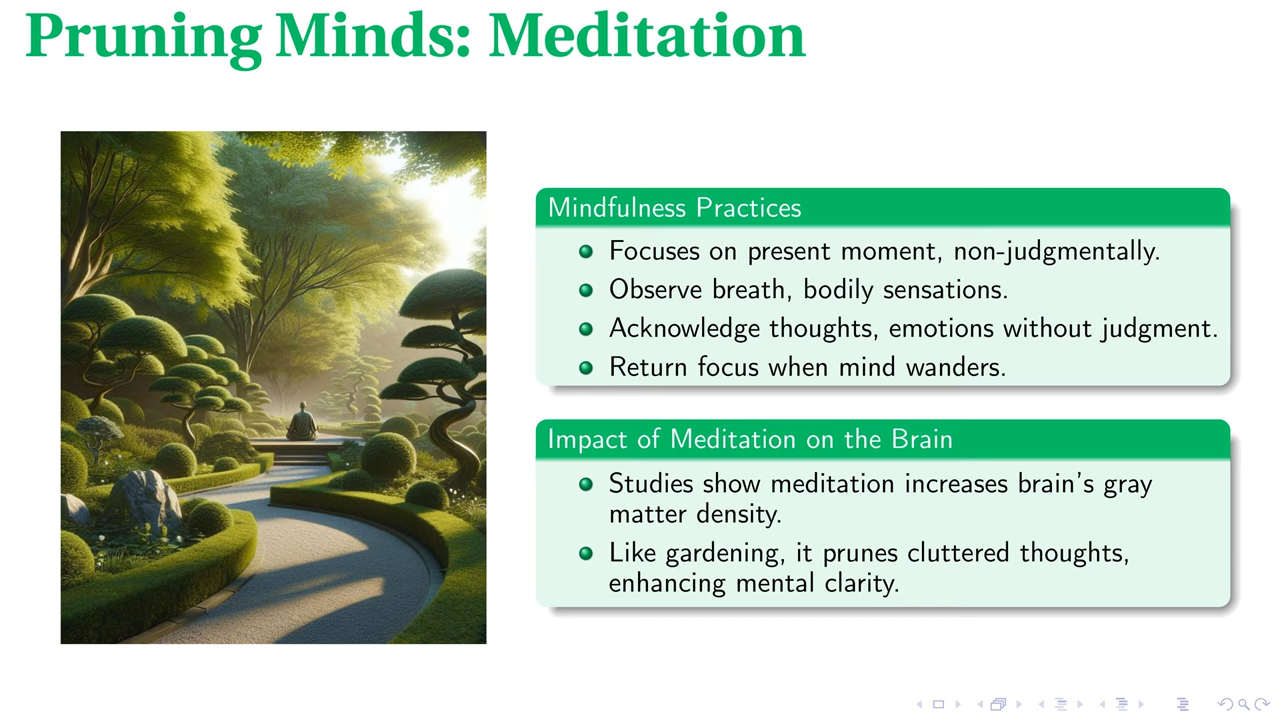 Pruning Minds: Meditation
Mindfulness Practices
Focuses on present moment, non-judgmentally.
Observe breath, bodily sensations.
Acknowledge thoughts, emotions without judgment.
Return focus when mind wanders.
Impact of Meditation on the Brain
Studies show meditation increases brain's gray
matter density.
Like gardening, it prunes cluttered thoughts,
enhancing mental clarity.